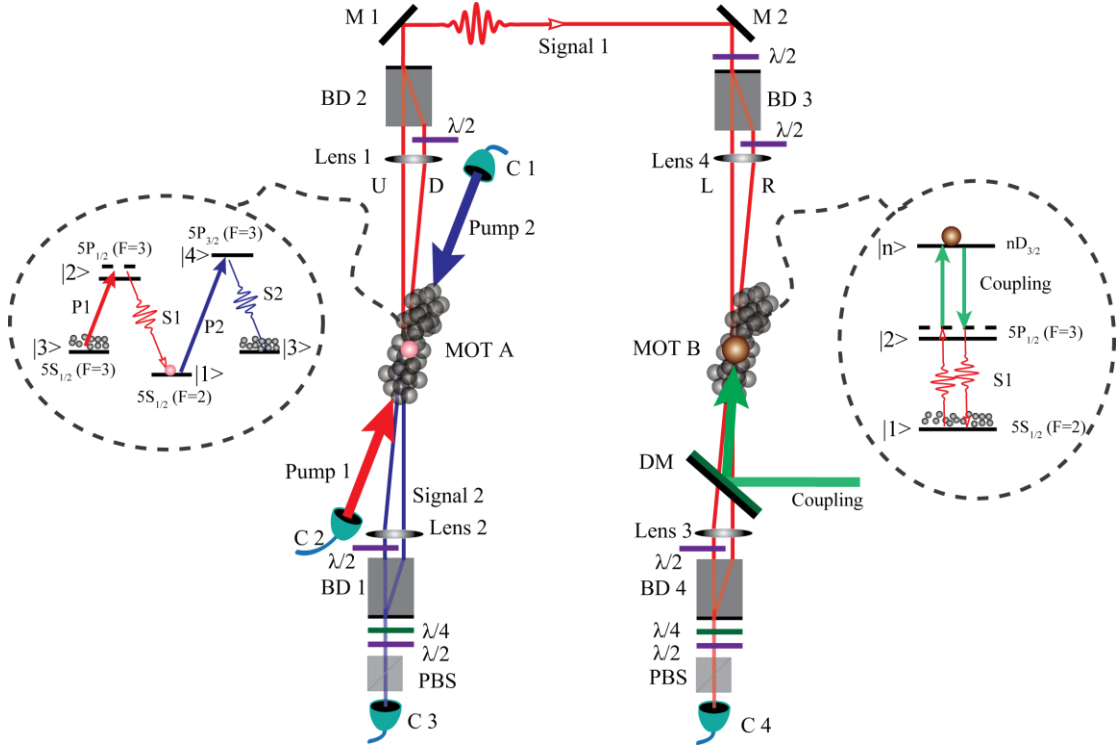 M 1
M 2
Signal 1
λ/2
BD 2
BD 3
λ/2
λ/2
Lens 1
Lens 4
C 1
U
D
L
R
Pump 2
5P1/2 (F=3)
5P3/2 (F=3)
|4>
|2>
P1
S1
P2
S2
|3>
|3>
5S1/2 (F=3)
|1>
5S1/2 (F=2)
MOT A
MOT B
|n>
nD3/2
Coupling
|2>
5P1/2 (F=3)
S1
|1>
5S1/2 (F=2)
Pump 1
DM
Coupling
Signal 2
Lens 2
Lens 3
C 2
λ/2
λ/2
BD 1
BD 4
λ/4
λ/4
λ/2
λ/2
PBS
PBS
C 3
C 4